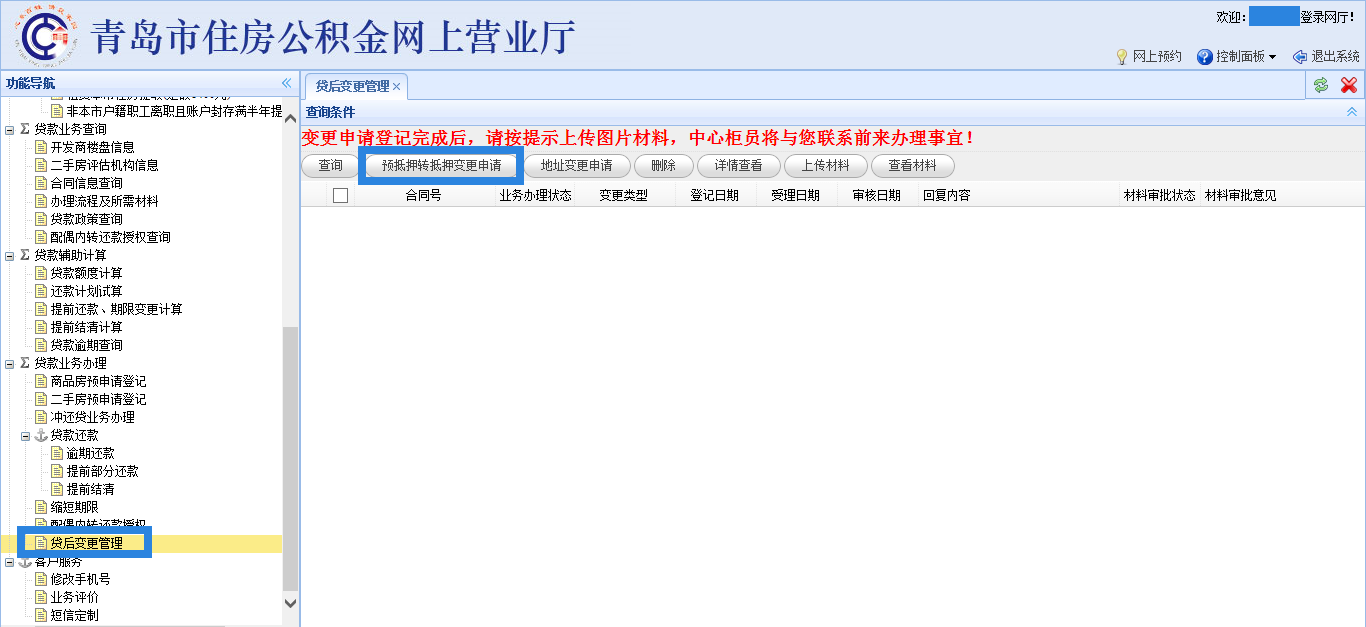 欢迎:
登录网厅!
青岛市住房公积金网上营业厅
网上预约
控制面板
退出系统
功能导航
贷后变更管理
查询条件
变更申请登记完成后，请按提示上传图片材料，中心柜员将与您联系前来办理事宜！
查询
预抵押转抵押变更申请
地址变更申请
删除
详情查看
上传材料
查看材料
合同号
业务办理状态
变更类型
登记日期
受理日期
审核日期
回复内容
材料审批状态
材料审批意见
非本市户籍职工离职且账户封存满半年提
贷款业务查询
开发商楼盘信息
二手房评估机构信息
合同信息查询
办理流程及所需材料
贷款政策查询
配偶内转还款授权查询
贷款辅助计算
贷款额度计算
还款计划试算
提前还款、期限变更计算
提前结清计算
贷款逾期查询
贷款业务办理
商品房预申请登记
二手房预申请登记
冲还贷业务办理
贷款还款
逾期还款
提前部分还款
提前结清
缩短期限
配偶内转还款授权
贷后变更管理
客户服务
修改手机号
业务评价
短信定制